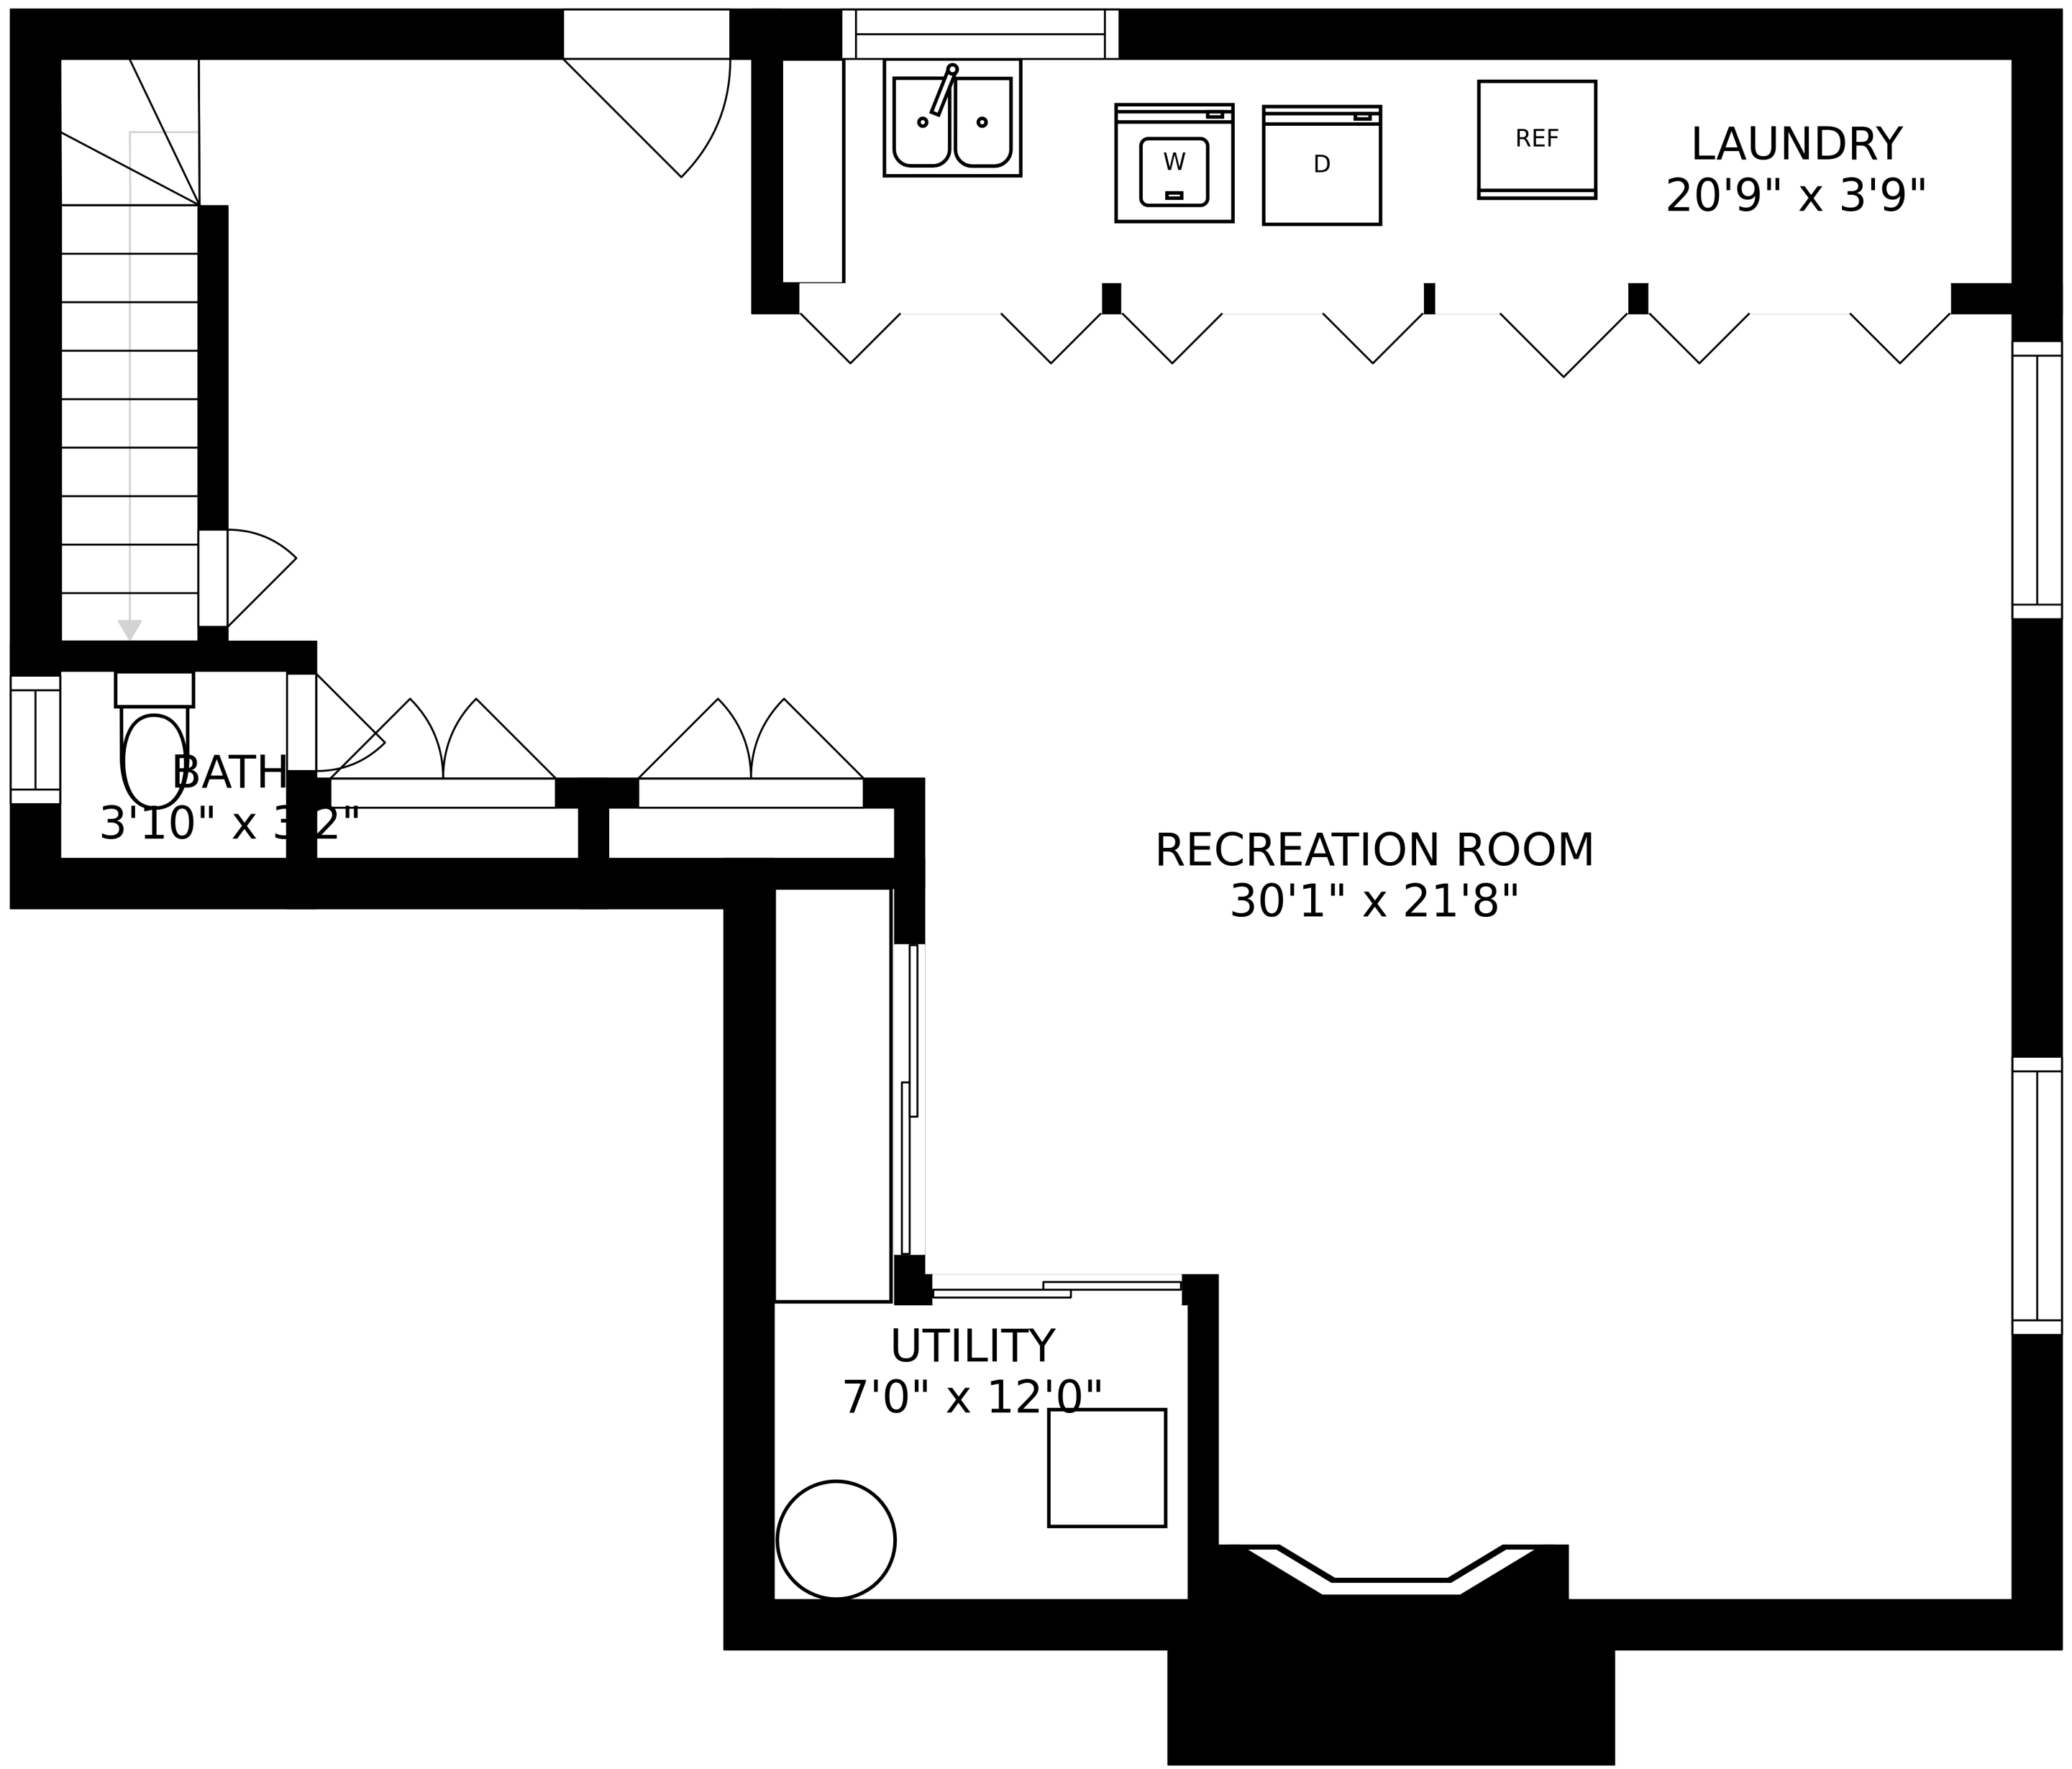 W
D
REF
LAUNDRY
20'9" x 3'9"
BATH
3'10" x 3'2"
RECREATION ROOM
30'1" x 21'8"
UTILITY
7'0" x 12'0"